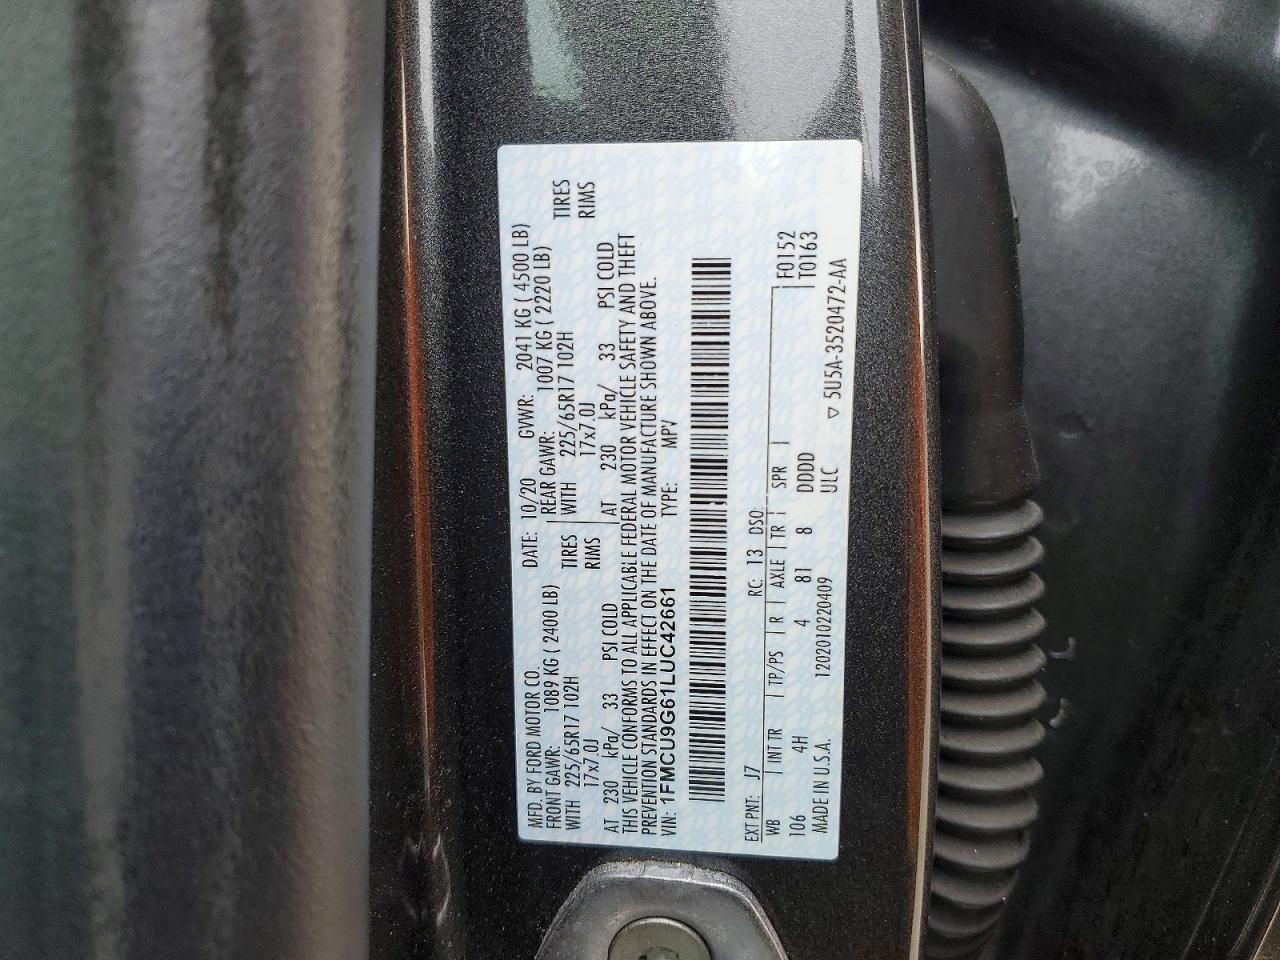 MFD. BY FORD MOTOR CO. DATE: 10/20 GVWR: 2041 KG ( 4500 LB)
FRONT GAWR: 1089 KG ( 2400 LB) REAR GAWR: 1007 KG ( 2220 LB)
WITH 225/65R17 102H TIRES WITH 225/65R17 102H TIRES
17x7.0J RIMS 17x7.0J RIMS
AT 230 kPa/ 33 PSI COLD AT 230 kPa/ 33 PSI COLD
THIS VEHICLE CONFORMS TO ALL APPLICABLE FEDERAL MOTOR VEHICLE SAFETY AND THEFT
PREVENTION STANDARDS IN EFFECT ON THE DATE OF MANUFACTURE SHOWN ABOVE.
VIN: 1FMCU9G61LUC42661 TYPE: MPV
EXT PNT: J7 RC: 13 DSO: F0152
WB INT TR TP/PS R AXLE TR SPR T0163
106 4H 4 81 8 DDDD
MADE IN U.S.A. 1202010220409 ULC ▽ 5U5A-3520472-AA